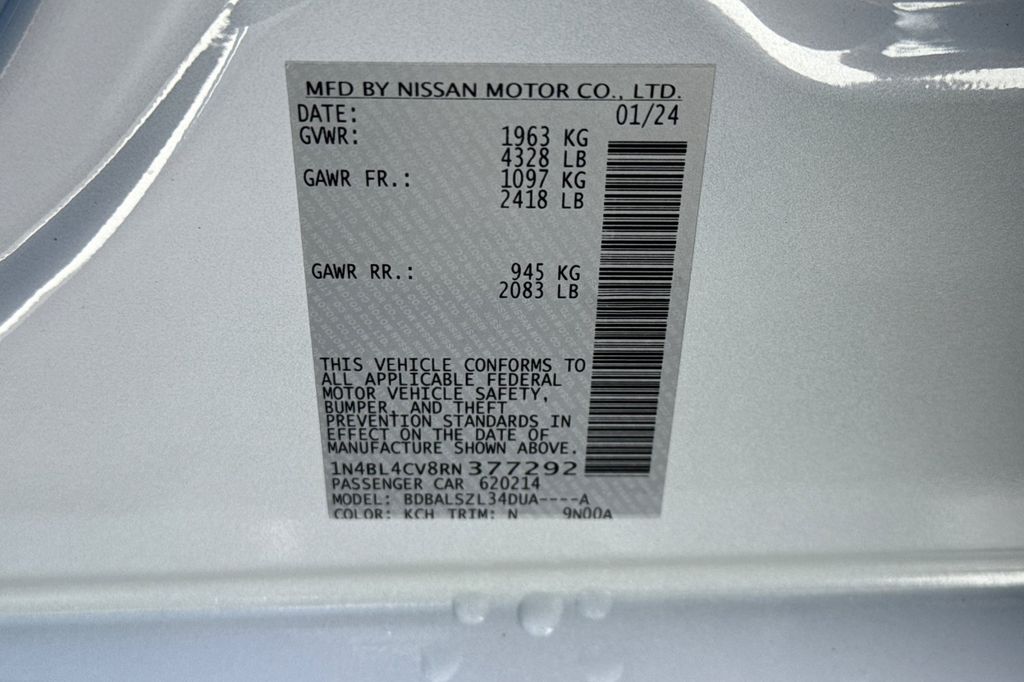 MFD BY NISSAN MOTOR CO., LTD.
DATE: 01/24
GVWR: 1963 KG
4328 LB
GAWR FR.: 1097 KG
2418 LB
GAWR RR.: 945 KG
2083 LB
THIS VEHICLE CONFORMS TO
ALL APPLICABLE FEDERAL
MOTOR VEHICLE SAFETY,
BUMPER, AND THEFT
PREVENTION STANDARDS IN
EFFECT ON THE DATE OF
MANUFACTURE SHOWN ABOVE.
1N4BL4CV8RN377292
PASSENGER CAR 620214
MODEL: BDBALSZL34DUA----A
COLOR: KCH TRIM: N 9N00A